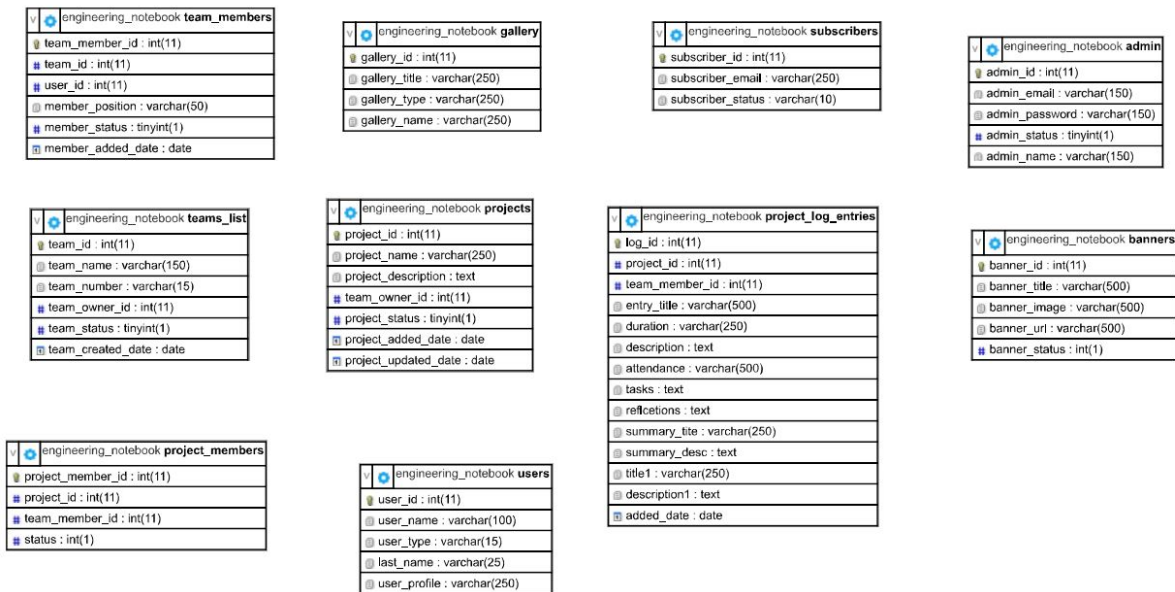 engineering_notebook team_members
team_member_id : int(11)
team_id : int(11)
user_id : int(11)
member_position : varchar(50)
member_status : tinyint(1)
member_added_date : date
engineering_notebook gallery
gallery_id : int(11)
gallery_title : varchar(250)
gallery_type : varchar(250)
gallery_name : varchar(250)
engineering_notebook subscribers
subscriber_id : int(11)
subscriber_email : varchar(250)
subscriber_status : varchar(10)
engineering_notebook admin
admin_id : int(11)
admin_email : varchar(150)
admin_password : varchar(150)
admin_status : tinyint(1)
admin_name : varchar(150)
engineering_notebook teams_list
team_id : int(11)
team_name : varchar(150)
team_number : varchar(15)
team_owner_id : int(11)
team_status : tinyint(1)
team_created_date : date
engineering_notebook projects
project_id : int(11)
project_name : varchar(250)
project_description : text
team_owner_id : int(11)
project_status : tinyint(1)
project_added_date : date
project_updated_date : date
engineering_notebook project_log_entries
log_id : int(11)
project_id : int(11)
team_member_id : int(11)
entry_title : varchar(500)
duration : varchar(250)
description : text
attendance : varchar(500)
tasks : text
reflcetions : text
summary_tite : varchar(250)
summary_desc : text
title1 : varchar(250)
description1 : text
added_date : date
engineering_notebook banners
banner_id : int(11)
banner_title : varchar(500)
banner_image : varchar(500)
banner_url : varchar(500)
banner_status : int(1)
engineering_notebook project_members
project_member_id : int(11)
project_id : int(11)
team_member_id : int(11)
status : int(1)
engineering_notebook users
user_id : int(11)
user_name : varchar(100)
user_type : varchar(15)
last_name : varchar(25)
user_profile : varchar(250)